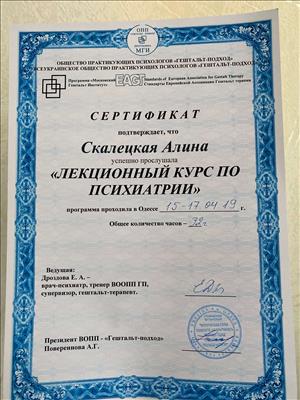 ОПП
МГИ
ОБЩЕСТВО ПРАКТИКУЮЩИХ ПСИХОЛОГОВ «ГЕШТАЛЬТ-ПОДХОД»
ВСЕУКРАИНСКОЕ ОБЩЕСТВО ПРАКТИКУЮЩИХ ПСИХОЛОГОВ «ГЕШТАЛЬТ-ПОДХОД»
Программа «Московский Гештальт Институт»
EAGT
Standards of European Association for Gestalt Therapy
Стандарты Европейской Ассоциации Гештальт терапии
СЕРТИФИКАТ
подтверждает, что
Скалецкая Алина
успешно прослушала
«ЛЕКЦИОННЫЙ КУРС ПО
ПСИХИАТРИИ»
программа проходила в Одессе 15-17.04.19 г.
Общее количество часов –
Ведущая:
Дроздова Е. А. –
врач-психиатр, тренер ВООПП ГП,
супервизор, гештальт-терапевт.
Президент ВОПП - «Гештальт-подход»
Повереннова А.Г.